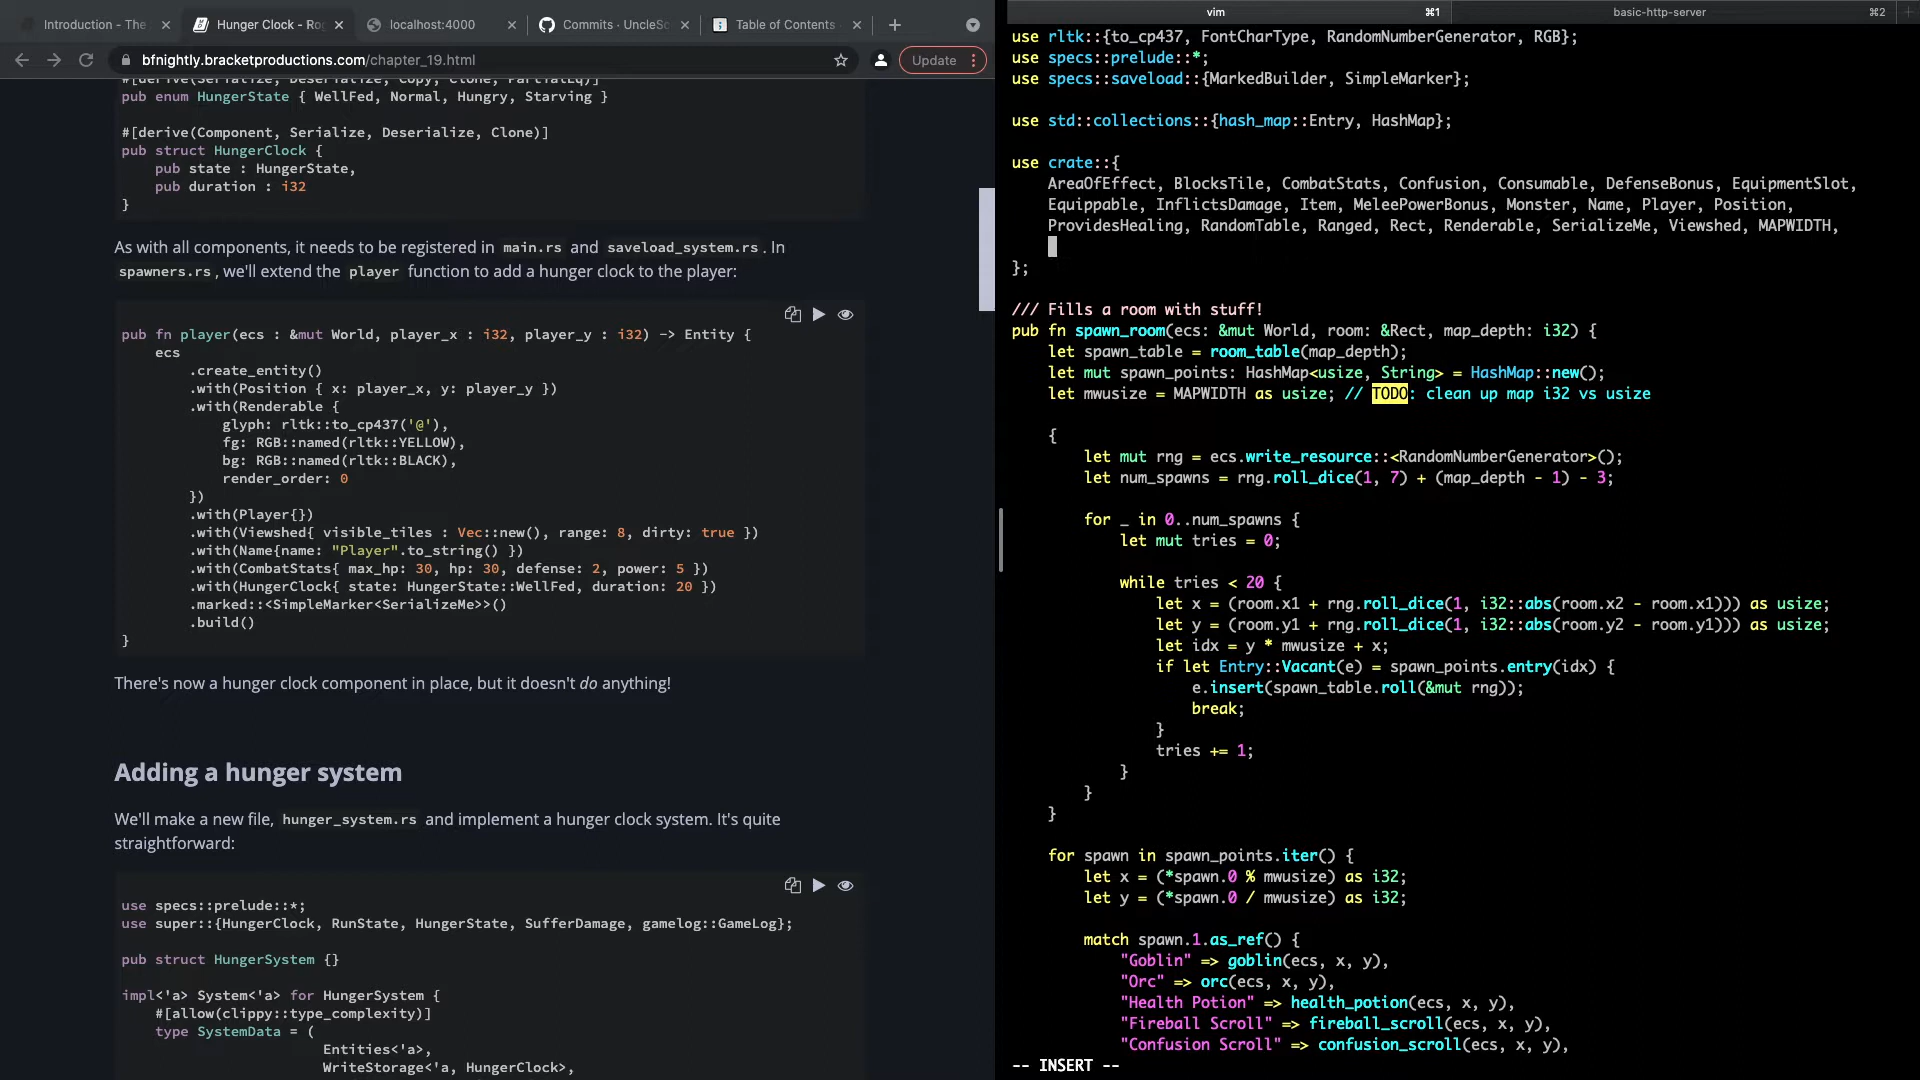 Introduction - The
Hunger Clock - Ro
localhost:4000
Commits · UncleSc
Table of Contents
bfnightly.bracketproductions.com/chapter_19.html
Update
pub enum HungerState { WellFed, Normal, Hungry, Starving }
#[derive(Component, Serialize, Deserialize, Clone)]
pub struct HungerClock {
pub state : HungerState,
pub duration : i32
}
As with all components, it needs to be registered in main.rs and saveload_system.rs. In
spawners.rs, we'll extend the player function to add a hunger clock to the player:
pub fn player(ecs : &mut World, player_x : i32, player_y : i32) -> Entity {
ecs
.create_entity()
.with(Position { x: player_x, y: player_y })
.with(Renderable {
glyph: rltk::to_cp437('@'),
fg: RGB::named(rltk::YELLOW),
bg: RGB::named(rltk::BLACK),
render_order: 0
})
.with(Player{})
.with(Viewshed{ visible_tiles : Vec::new(), range: 8, dirty: true })
.with(Name{name: "Player".to_string() })
.with(CombatStats{ max_hp: 30, hp: 30, defense: 2, power: 5 })
.with(HungerClock{ state: HungerState::WellFed, duration: 20 })
.marked::<SimpleMarker<SerializeMe>>()
.build()
}
There's now a hunger clock component in place, but it doesn't do anything!
Adding a hunger system
We'll make a new file, hunger_system.rs and implement a hunger clock system. It's quite
straightforward:
use specs::prelude::*;
use super::{HungerClock, RunState, HungerState, SufferDamage, gamelog::GameLog};
pub struct HungerSystem {}
impl<'a> System<'a> for HungerSystem {
#[allow(clippy::type_complexity)]
type SystemData = (
Entities<'a>,
WriteStorage<'a, HungerClock>,
vim ⌘1
basic-http-server ⌘2
use rltk::{to_cp437, FontCharType, RandomNumberGenerator, RGB};
use specs::prelude::*;
use specs::saveload::{MarkedBuilder, SimpleMarker};
use std::collections::{hash_map::Entry, HashMap};
use crate::{
AreaOfEffect, BlocksTile, CombatStats, Confusion, Consumable, DefenseBonus, EquipmentSlot,
Equippable, InflictsDamage, Item, MeleePowerBonus, Monster, Name, Player, Position,
ProvidesHealing, RandomTable, Ranged, Rect, Renderable, SerializeMe, Viewshed, MAPWIDTH,
};
/// Fills a room with stuff!
pub fn spawn_room(ecs: &mut World, room: &Rect, map_depth: i32) {
let spawn_table = room_table(map_depth);
let mut spawn_points: HashMap<usize, String> = HashMap::new();
let mwusize = MAPWIDTH as usize; // TODO: clean up map i32 vs usize
{
let mut rng = ecs.write_resource::<RandomNumberGenerator>();
let num_spawns = rng.roll_dice(1, 7) + (map_depth - 1) - 3;
for _ in 0..num_spawns {
let mut tries = 0;
while tries < 20 {
let x = (room.x1 + rng.roll_dice(1, i32::abs(room.x2 - room.x1))) as usize;
let y = (room.y1 + rng.roll_dice(1, i32::abs(room.y2 - room.y1))) as usize;
let idx = y * mwusize + x;
if let Entry::Vacant(e) = spawn_points.entry(idx) {
e.insert(spawn_table.roll(&mut rng));
break;
}
tries += 1;
}
}
}
for spawn in spawn_points.iter() {
let x = (*spawn.0 % mwusize) as i32;
let y = (*spawn.0 / mwusize) as i32;
match spawn.1.as_ref() {
"Goblin" => goblin(ecs, x, y),
"Orc" => orc(ecs, x, y),
"Health Potion" => health_potion(ecs, x, y),
"Fireball Scroll" => fireball_scroll(ecs, x, y),
"Confusion Scroll" => confusion_scroll(ecs, x, y),
-- INSERT --